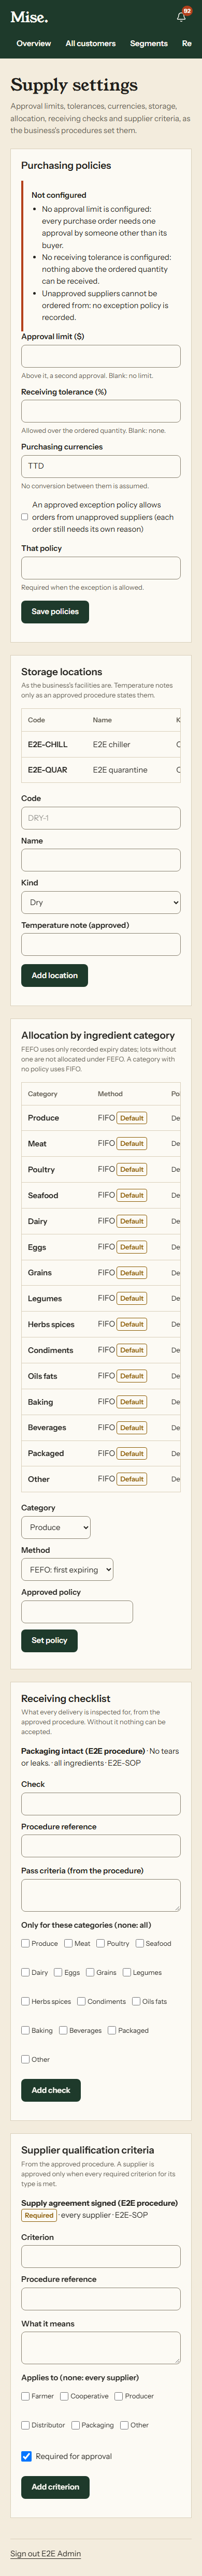 Mise.
92
Overview All customers Segments Re
Supply settings
Approval limits, tolerances, currencies, storage,
allocation, receiving checks and supplier criteria, as
the business's procedures set them.
Purchasing policies
Not configured
No approval limit is configured:
every purchase order needs one
approval by someone other than its
buyer.
No receiving tolerance is configured:
nothing above the ordered quantity
can be received.
Unapproved suppliers cannot be
ordered from: no exception policy is
recorded.
Approval limit ($)
Above it, a second approval. Blank: no limit.
Receiving tolerance (%)
Allowed over the ordered quantity. Blank: none.
Purchasing currencies
TTD
No conversion between them is assumed.
An approved exception policy allows
orders from unapproved suppliers (each
order still needs its own reason)
That policy
Required when the exception is allowed.
Save policies
Storage locations
As the business's facilities are. Temperature notes
only as an approved procedure states them.
Code Name K
E2E-CHILL E2E chiller C
E2E-QUAR E2E quarantine C
Code
DRY-1
Name
Kind
Dry
Temperature note (approved)
Add location
Allocation by ingredient category
FEFO uses only recorded expiry dates; lots without
one are not allocated under FEFO. A category with
no policy uses FIFO.
Category Method Po
Produce FIFO Default De
Meat FIFO Default De
Poultry FIFO Default De
Seafood FIFO Default De
Dairy FIFO Default De
Eggs FIFO Default De
Grains FIFO Default De
Legumes FIFO Default De
Herbs spices FIFO Default De
Condiments FIFO Default De
Oils fats FIFO Default De
Baking FIFO Default De
Beverages FIFO Default De
Packaged FIFO Default De
Other FIFO Default De
Category
Produce
Method
FEFO: first expiring
Approved policy
Set policy
Receiving checklist
What every delivery is inspected for, from the
approved procedure. Without it nothing can be
accepted.
Packaging intact (E2E procedure) · No tears
or leaks. · all ingredients · E2E-SOP
Check
Procedure reference
Pass criteria (from the procedure)
Only for these categories (none: all)
Produce Meat Poultry Seafood
Dairy Eggs Grains Legumes
Herbs spices Condiments Oils fats
Baking Beverages Packaged
Other
Add check
Supplier qualification criteria
From the approved procedure. A supplier is
approved only when every required criterion for its
type is met.
Supply agreement signed (E2E procedure)
Required · every supplier · E2E-SOP
Criterion
Procedure reference
What it means
Applies to (none: every supplier)
Farmer Cooperative Producer
Distributor Packaging Other
Required for approval
Add criterion
Sign out E2E Admin